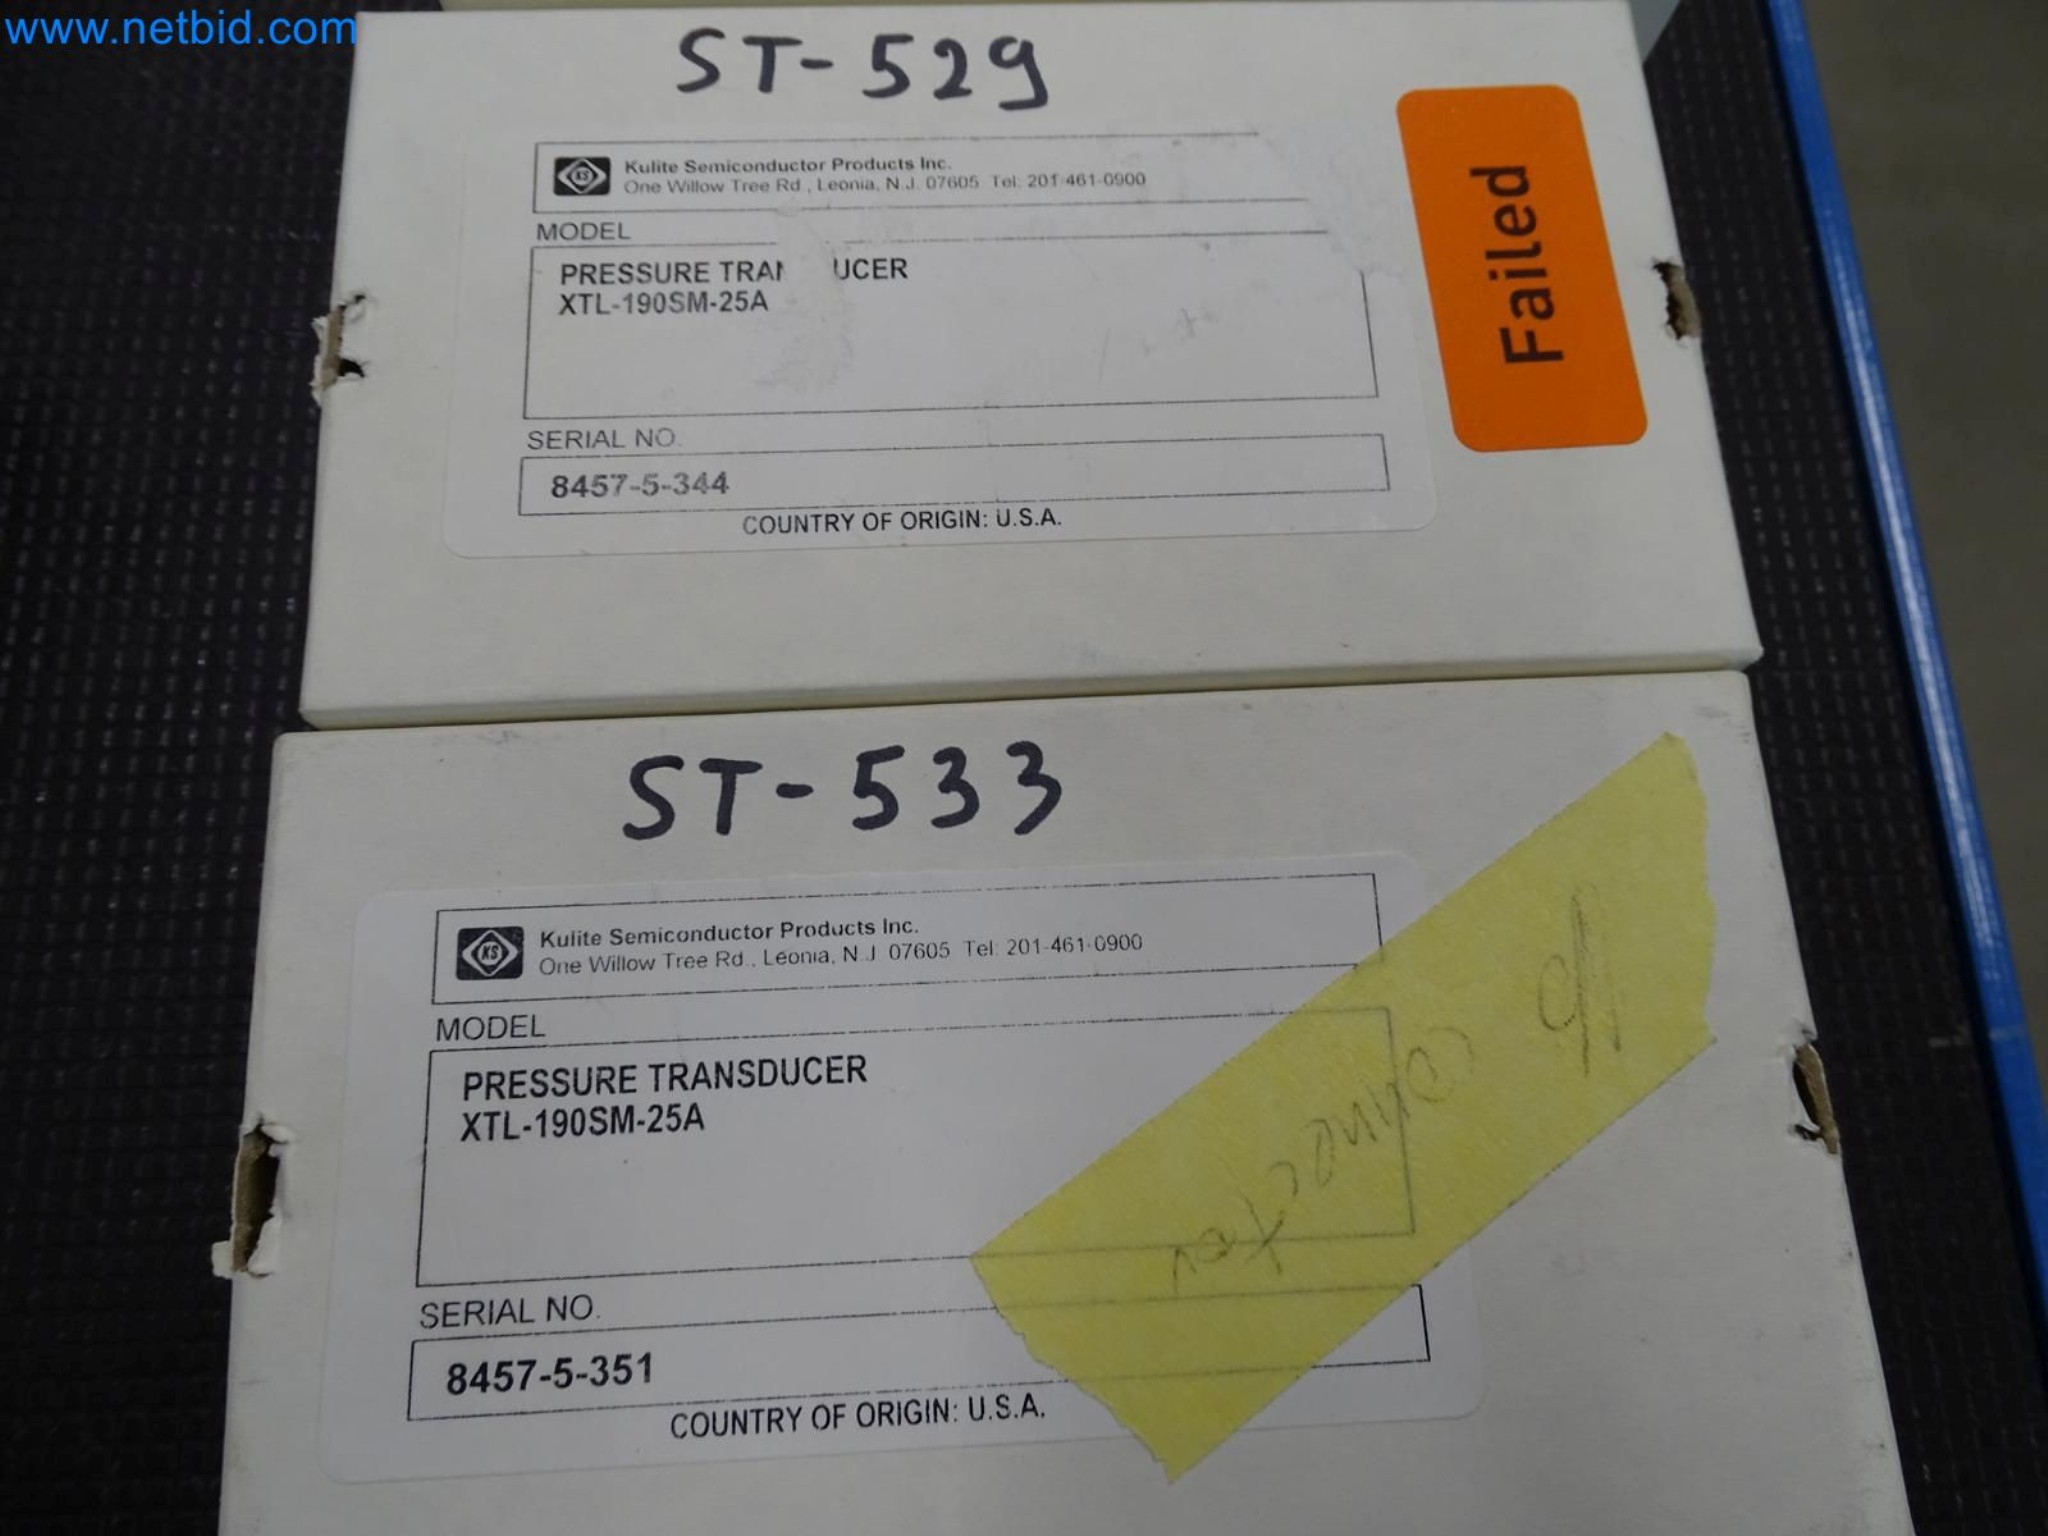 www.netbid.com
ST-529
KS
Kulite Semiconductor Products Inc.
One Willow Tree Rd., Leonia, N.J. 07605 Tel: 201-461-0900
MODEL
PRESSURE TRAN UCER
XTL-190SM-25A
SERIAL NO.
8457-5-344
COUNTRY OF ORIGIN: U.S.A.
Failed
ST-533
KS
Kulite Semiconductor Products Inc.
One Willow Tree Rd., Leonia, N.J. 07605 Tel: 201-461-0900
MODEL
PRESSURE TRANSDUCER
XTL-190SM-25A
SERIAL NO.
8457-5-351
COUNTRY OF ORIGIN: U.S.A.